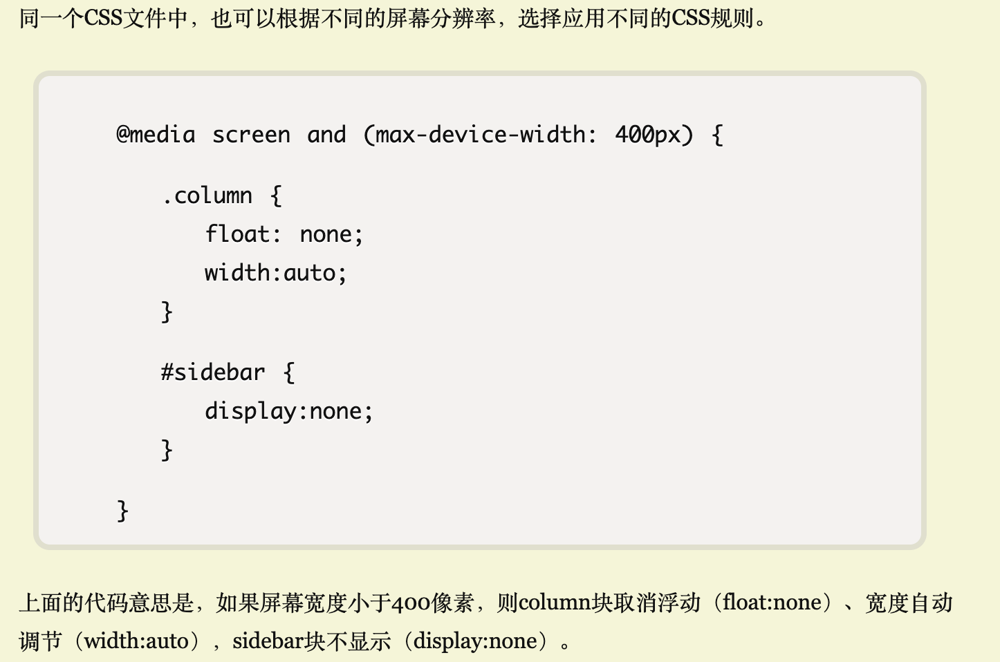 同一个CSS文件中，也可以根据不同的屏幕分辨率，选择应用不同的CSS规则。
@media screen and (max-device-width: 400px) {
.column {
float: none;
width:auto;
}
#sidebar {
display:none;
}
}
上面的代码意思是，如果屏幕宽度小于400像素，则column块取消浮动（float:none）、宽度自动
调节（width:auto），sidebar块不显示（display:none）。